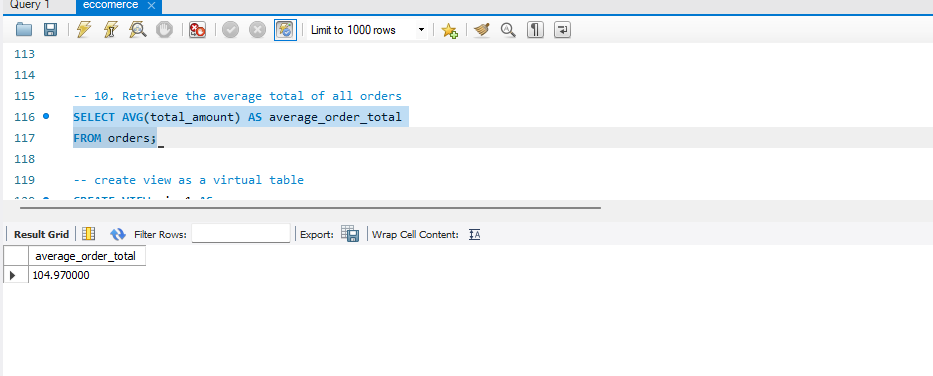 Query 1 eccomerce
Limit to 1000 rows
113
114
115 -- 10. Retrieve the average total of all orders
116 SELECT AVG(total_amount) AS average_order_total
117 FROM orders;
118
119 -- create view as a virtual table
Result Grid Filter Rows: Export: Wrap Cell Content:
average_order_total
104.970000